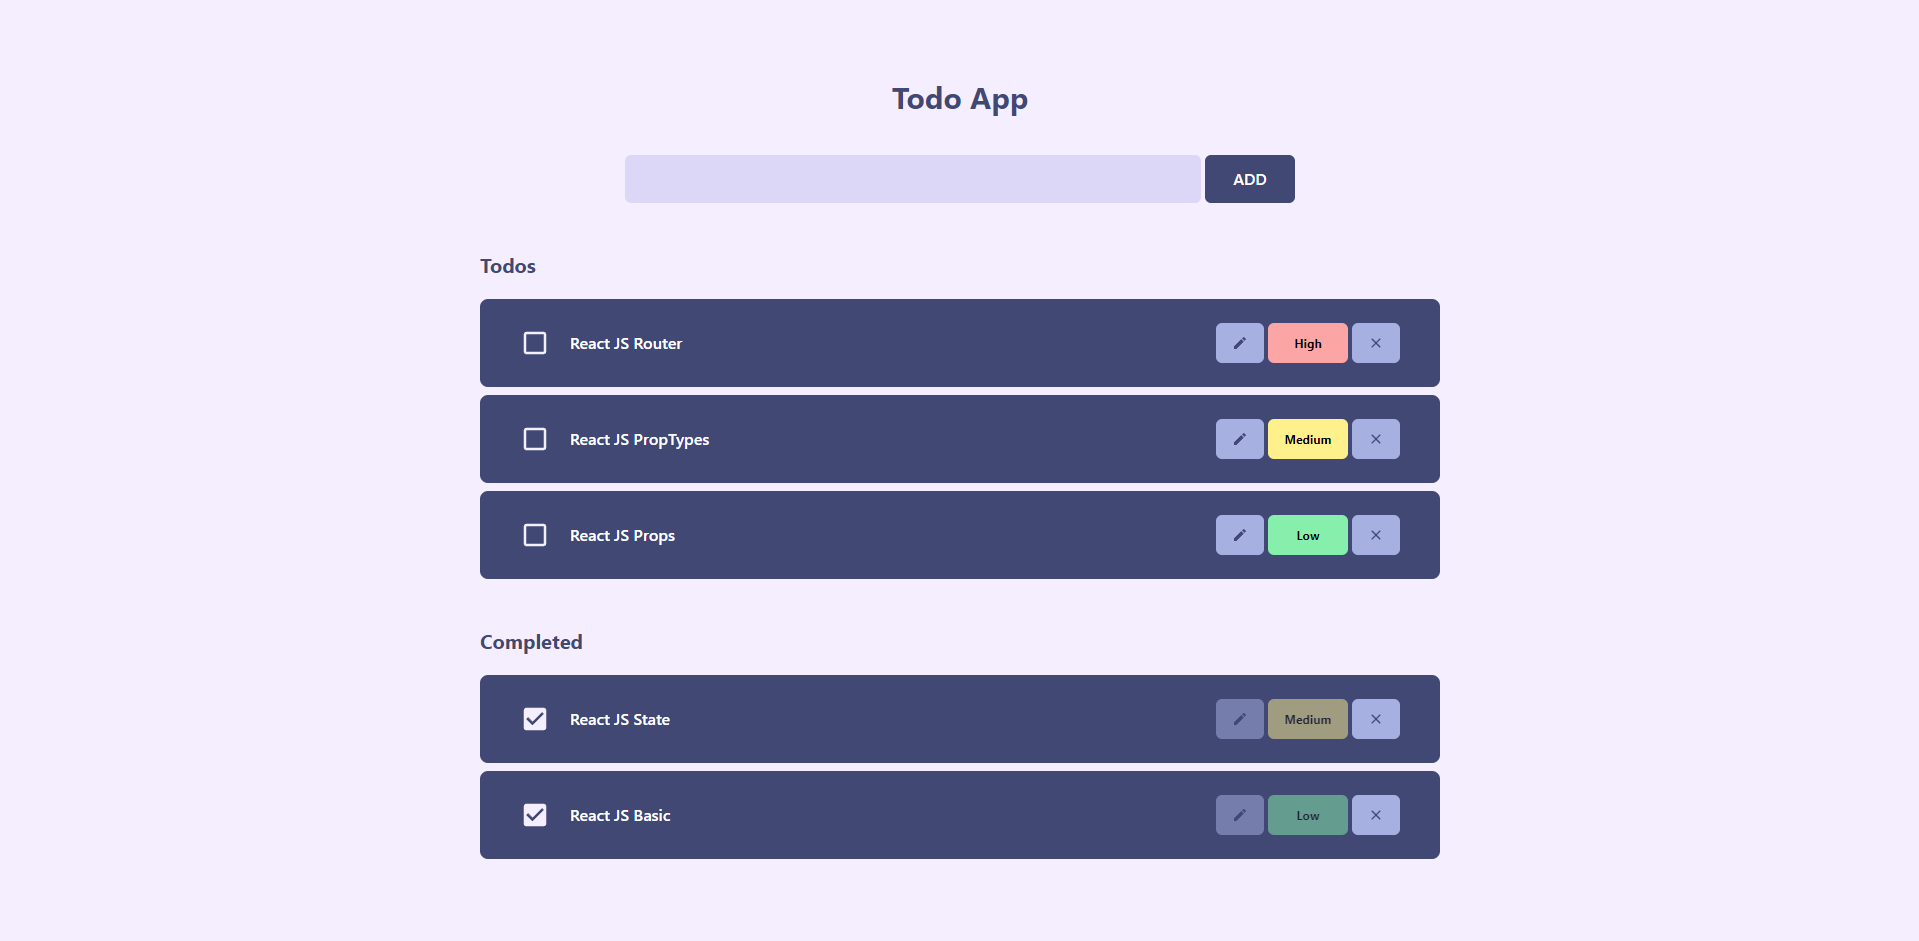 Todo App
ADD
Todos
React JS Router High
React JS PropTypes Medium
React JS Props Low
Completed
React JS State Medium
React JS Basic Low